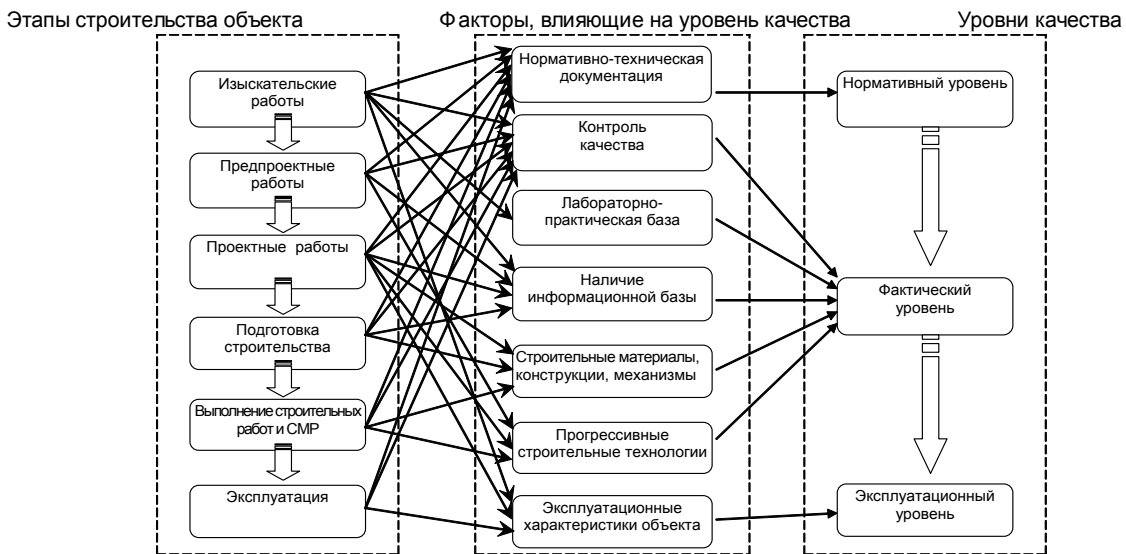 Этапы строительства объекта
Факторы, влияющие на уровень качества
Уровни качества
Изыскательские
работы
Предпроектные
работы
Проектные работы
Подготовка
строительства
Выполнение строительных
работ и СМР
Эксплуатация
Нормативно-техническая
документация
Контроль
качества
Лабораторно-
практическая база
Наличие
информационной базы
Строительные материалы,
конструкции, механизмы
Прогрессивные
строительные технологии
Эксплуатационные
характеристики объекта
Нормативный уровень
Фактический
уровень
Эксплуатационный
уровень